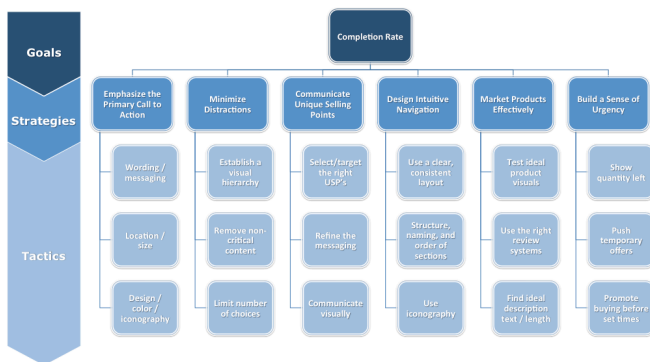 Goals
Completion Rate
Strategies
Emphasize the
Primary Call to
Action
Minimize
Distractions
Communicate
Unique Selling
Points
Design Intuitive
Navigation
Market Products
Effectively
Build a Sense of
Urgency
Tactics
Wording /
messaging
Establish a
visual
hierarchy
Select/target
the right
USP's
Use a clear,
consistent
layout
Test ideal
product
visuals
Show
quantity left
Location /
size
Remove non-
critical
content
Refine the
messaging
Structure,
naming, and
order of
sections
Use the right
review
systems
Push
temporary
offers
Design /
color /
iconography
Limit number
of choices
Communicate
visually
Use
iconography
Find ideal
description
text / length
Promote
buying before
set times